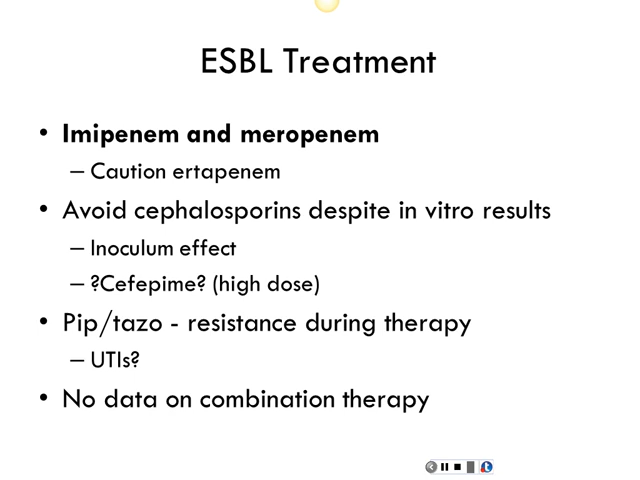 ESBL Treatment
• Imipenem and meropenem
– Caution ertapenem
• Avoid cephalosporins despite in vitro results
– Inoculum effect
– ?Cefepime? (high dose)
• Pip/tazo - resistance during therapy
– UTIs?
• No data on combination therapy
t